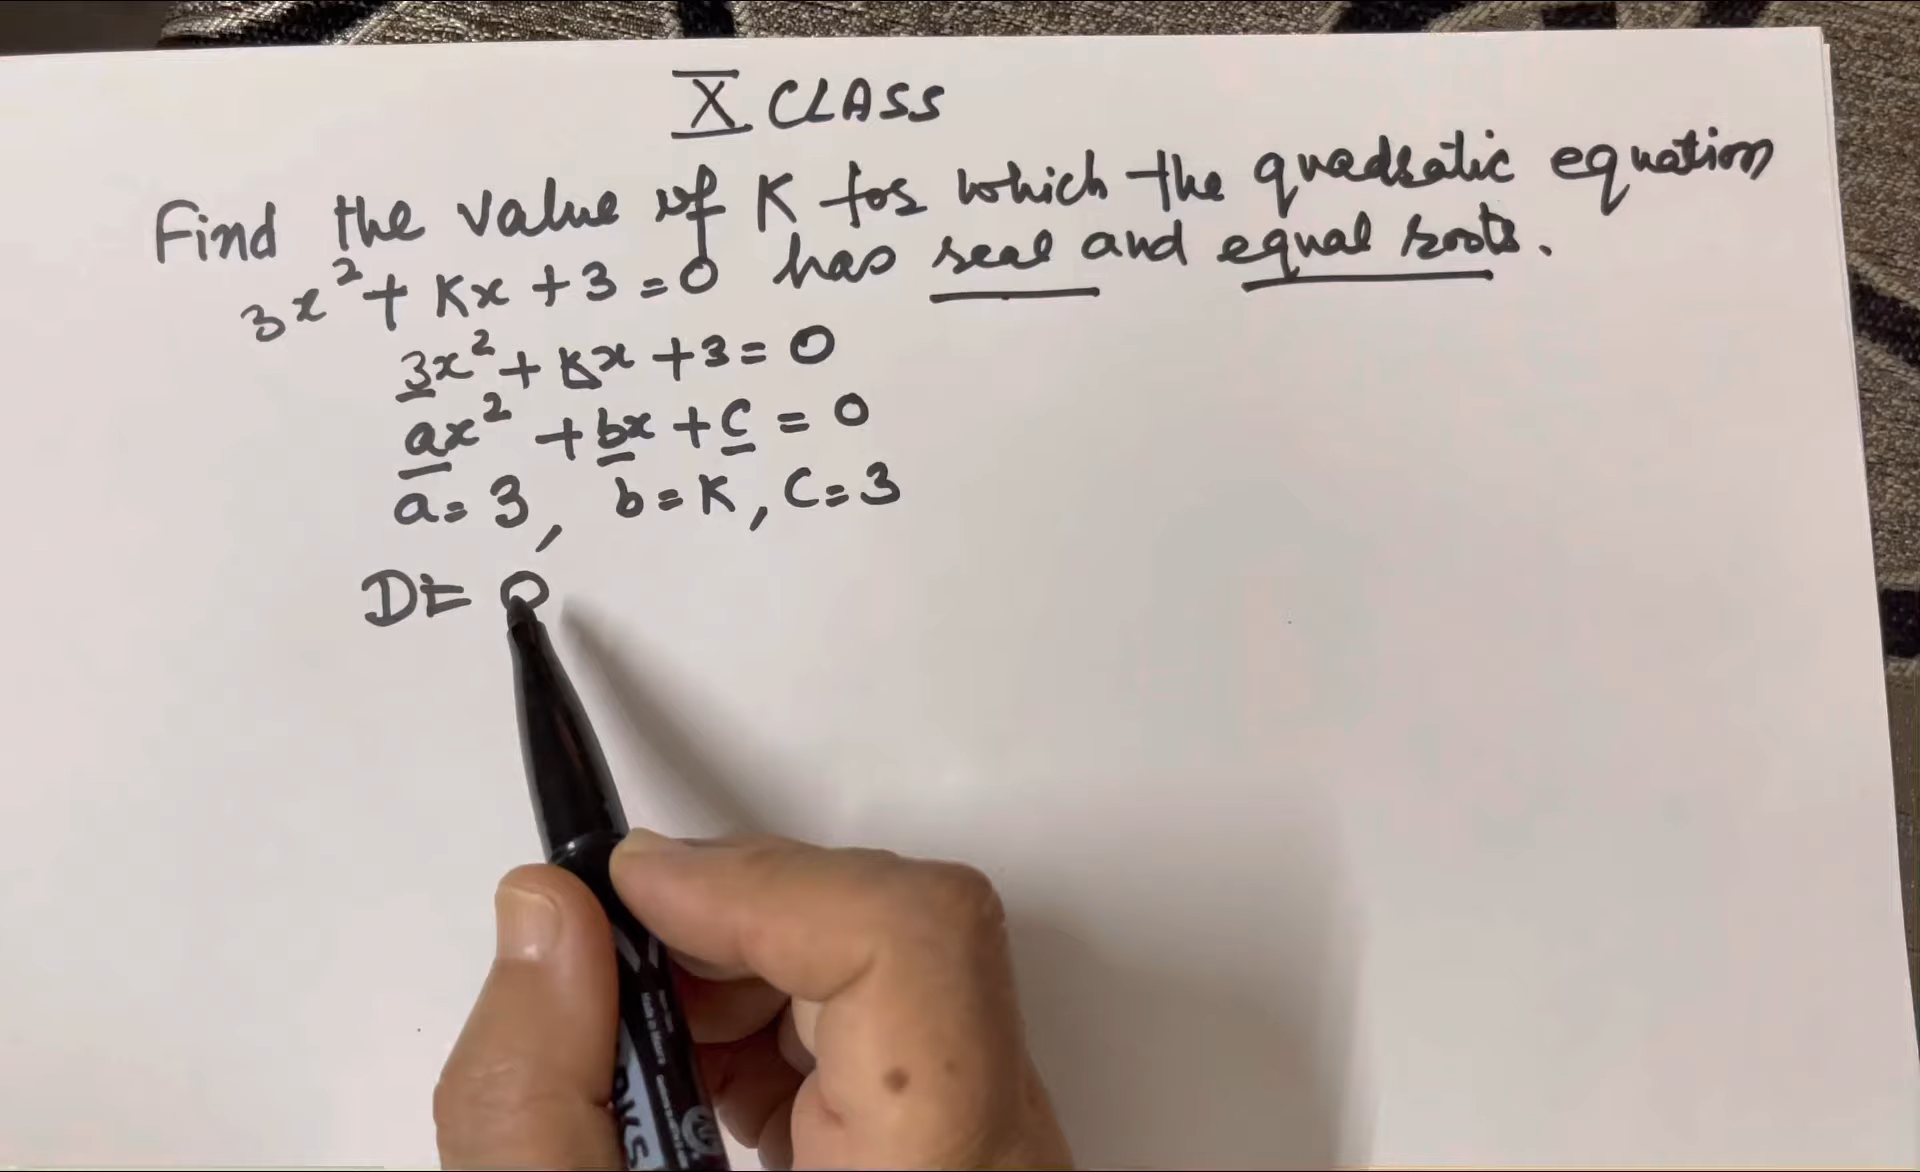 X CLASS
Find the value of K for which the quadratic equation
3x² + Kx + 3 = 0 has real and equal roots.
3x² + Kx + 3 = 0
ax² + bx + c = 0
a = 3, b = K, C = 3
D = 0